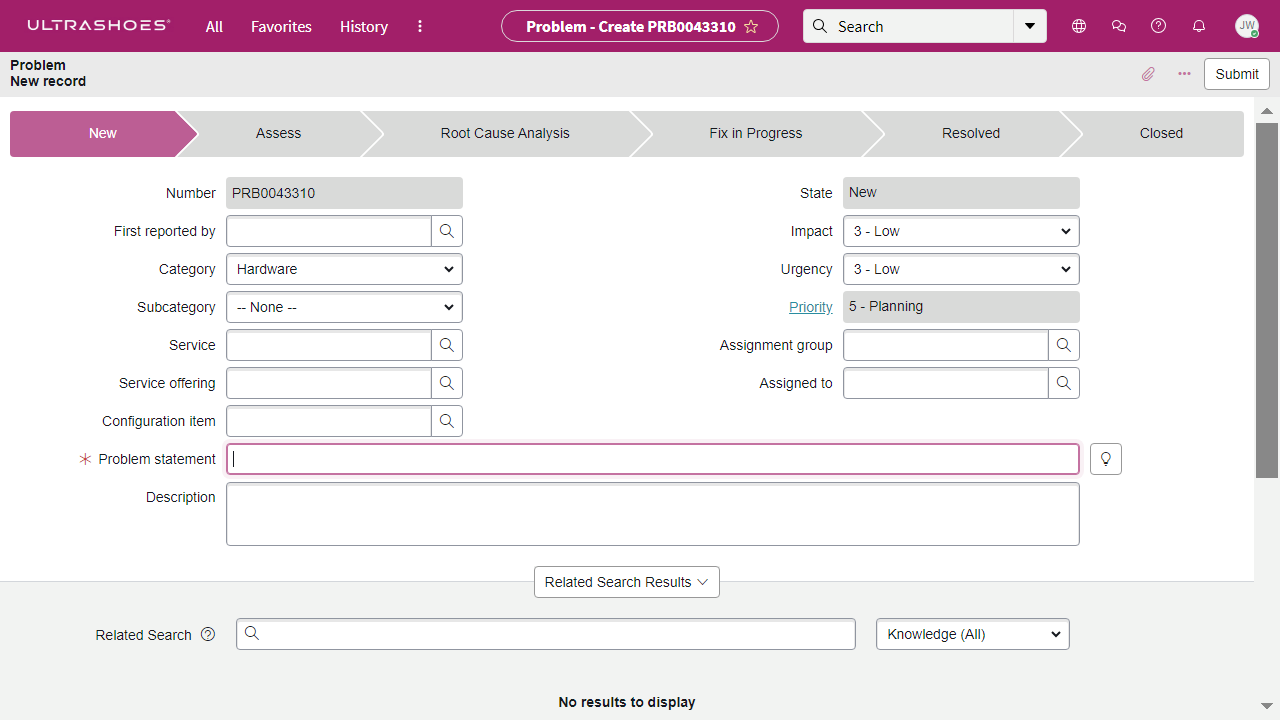 ULTRASHOES®
All
Favorites
History
Problem - Create PRB0043310
Search
JW
Problem
New record
Submit
New
Assess
Root Cause Analysis
Fix in Progress
Resolved
Closed
Number
PRB0043310
State
New
First reported by
Impact
3 - Low
Category
Hardware
Urgency
3 - Low
Subcategory
-- None --
Priority
5 - Planning
Service
Assignment group
Service offering
Assigned to
Configuration item
Problem statement
Description
Related Search Results
Related Search
Knowledge (All)
No results to display